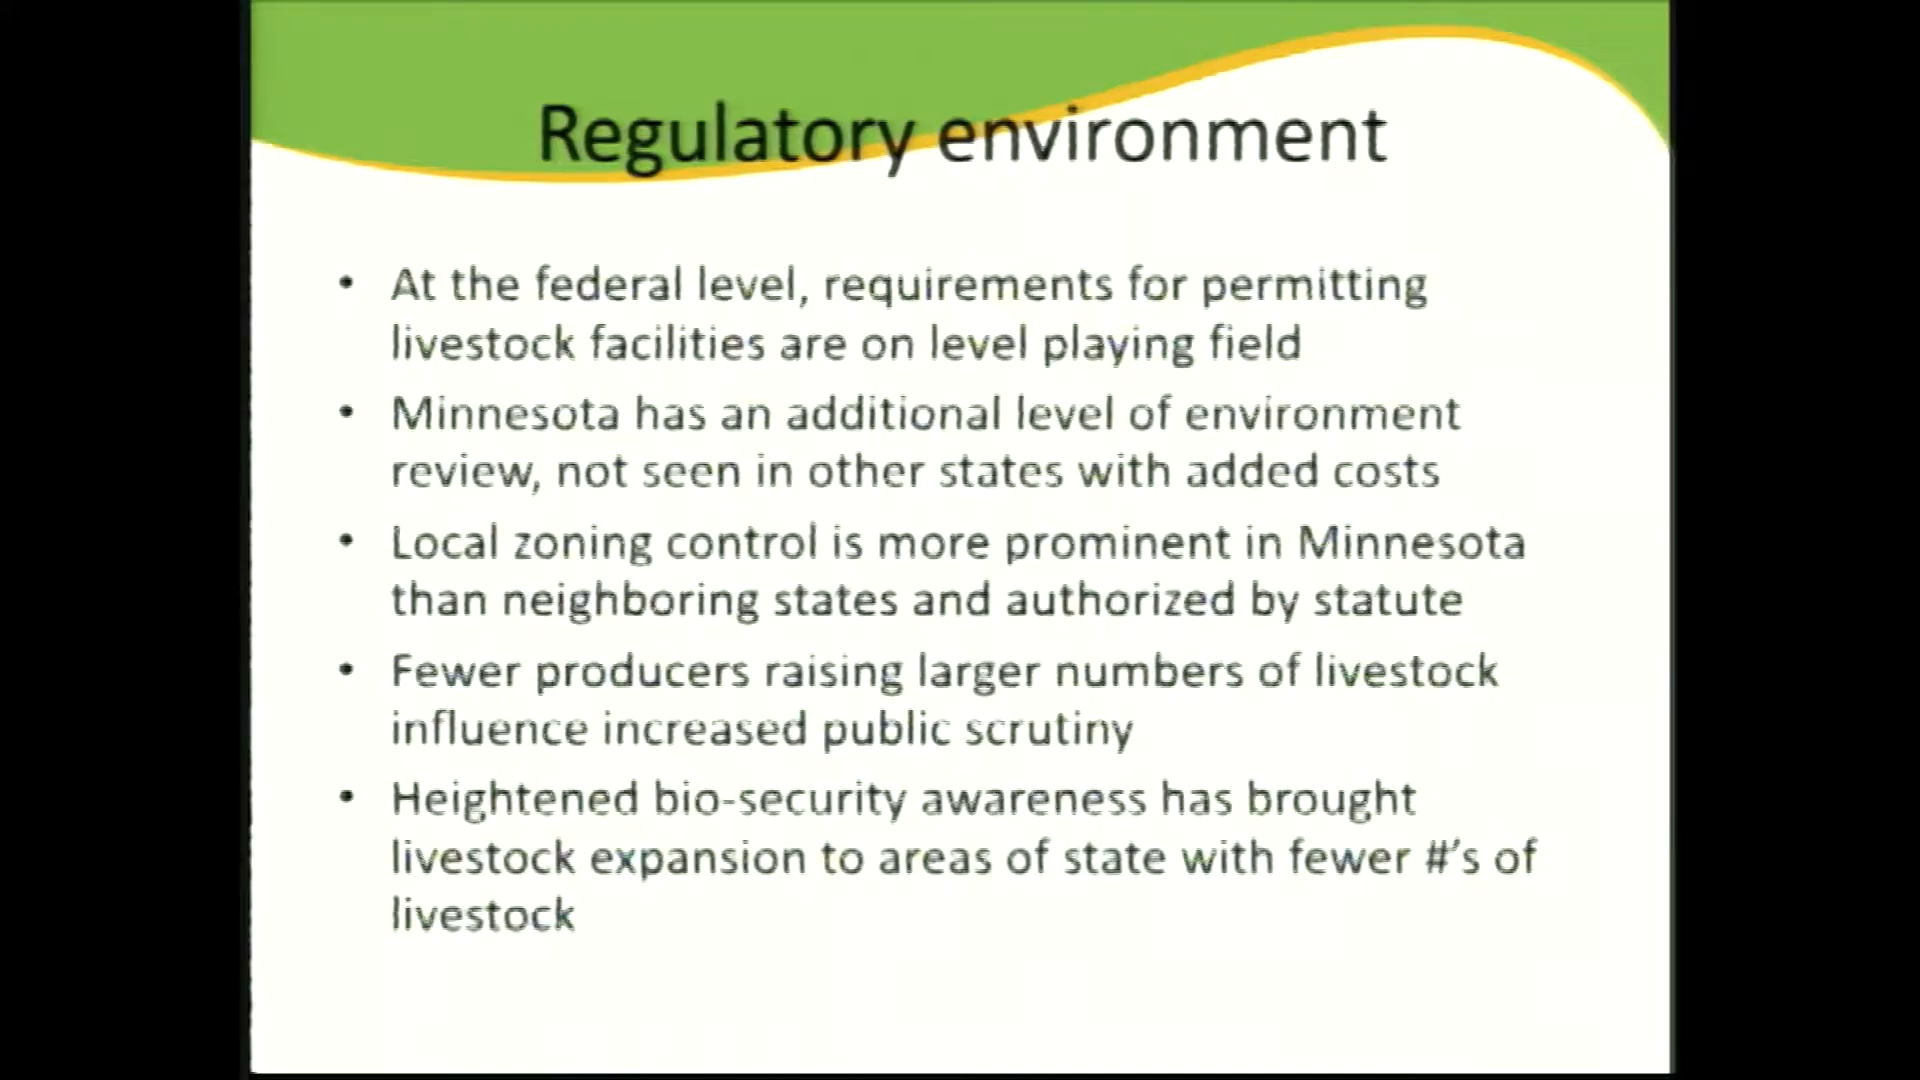 Regulatory environment
• At the federal level, requirements for permitting
livestock facilities are on level playing field
• Minnesota has an additional level of environment
review, not seen in other states with added costs
• Local zoning control is more prominent in Minnesota
than neighboring states and authorized by statute
• Fewer producers raising larger numbers of livestock
influence increased public scrutiny
• Heightened bio-security awareness has brought
livestock expansion to areas of state with fewer #'s of
livestock